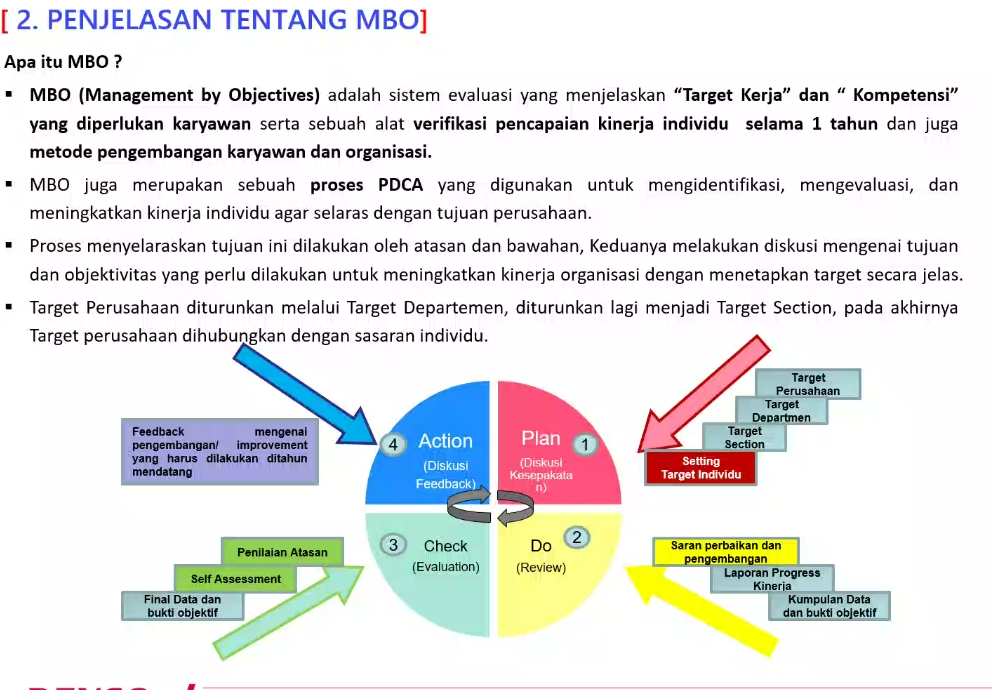 [ 2. PENJELASAN TENTANG MBO]
Apa itu MBO ?
▪ MBO (Management by Objectives) adalah sistem evaluasi yang menjelaskan “Target Kerja” dan “ Kompetensi”
yang diperlukan karyawan serta sebuah alat verifikasi pencapaian kinerja individu selama 1 tahun dan juga
metode pengembangan karyawan dan organisasi.
▪ MBO juga merupakan sebuah proses PDCA yang digunakan untuk mengidentifikasi, mengevaluasi, dan
meningkatkan kinerja individu agar selaras dengan tujuan perusahaan.
▪ Proses menyelaraskan tujuan ini dilakukan oleh atasan dan bawahan, Keduanya melakukan diskusi mengenai tujuan
dan objektivitas yang perlu dilakukan untuk meningkatkan kinerja organisasi dengan menetapkan target secara jelas.
▪ Target Perusahaan diturunkan melalui Target Departemen, diturunkan lagi menjadi Target Section, pada akhirnya
Target perusahaan dihubungkan dengan sasaran individu.
Target
Perusahaan
Target
Departmen
Target
Section
Setting
Target Individu
Feedback mengenai
pengembangan/ improvement
yang harus dilakukan ditahun
mendatang
4
Action
(Diskusi
Feedback)
Plan
1
(Diskusi
Kesepakata
n)
3
Check
(Evaluation)
Do
2
(Review)
Penilaian Atasan
Self Assessment
Final Data dan
bukti objektif
Saran perbaikan dan
pengembangan
Laporan Progress
Kinerja
Kumpulan Data
dan bukti objektif